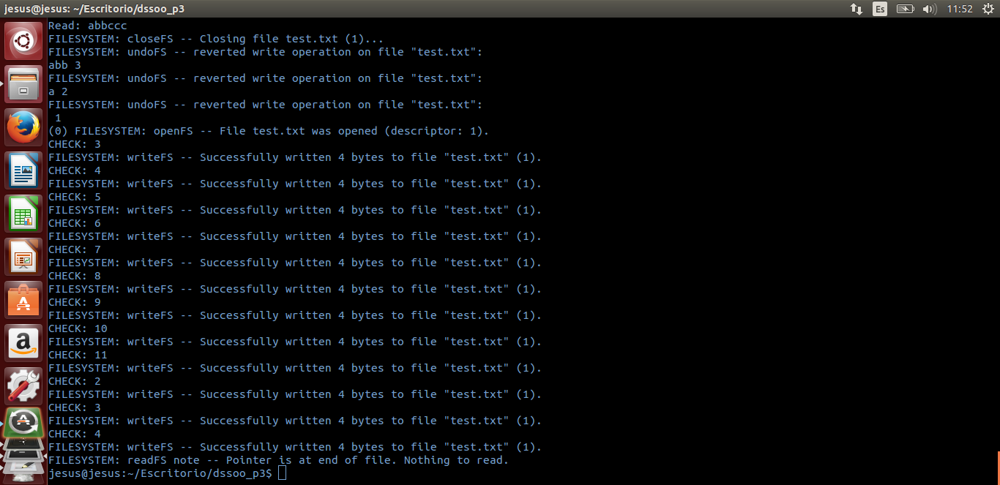 jesus@jesus: ~/Escritorio/dssoo_p3
Es
11:52
Read: abbccc
FILESYSTEM: closeFS -- Closing file test.txt (1)...
FILESYSTEM: undoFS -- reverted write operation on file "test.txt":
abb 3
FILESYSTEM: undoFS -- reverted write operation on file "test.txt":
a 2
FILESYSTEM: undoFS -- reverted write operation on file "test.txt":
 1
(0) FILESYSTEM: openFS -- File test.txt was opened (descriptor: 1).
CHECK: 3
FILESYSTEM: writeFS -- Successfully written 4 bytes to file "test.txt" (1).
CHECK: 4
FILESYSTEM: writeFS -- Successfully written 4 bytes to file "test.txt" (1).
CHECK: 5
FILESYSTEM: writeFS -- Successfully written 4 bytes to file "test.txt" (1).
CHECK: 6
FILESYSTEM: writeFS -- Successfully written 4 bytes to file "test.txt" (1).
CHECK: 7
FILESYSTEM: writeFS -- Successfully written 4 bytes to file "test.txt" (1).
CHECK: 8
FILESYSTEM: writeFS -- Successfully written 4 bytes to file "test.txt" (1).
CHECK: 9
FILESYSTEM: writeFS -- Successfully written 4 bytes to file "test.txt" (1).
CHECK: 10
FILESYSTEM: writeFS -- Successfully written 4 bytes to file "test.txt" (1).
CHECK: 11
FILESYSTEM: writeFS -- Successfully written 4 bytes to file "test.txt" (1).
CHECK: 2
FILESYSTEM: writeFS -- Successfully written 4 bytes to file "test.txt" (1).
CHECK: 3
FILESYSTEM: writeFS -- Successfully written 4 bytes to file "test.txt" (1).
CHECK: 4
FILESYSTEM: writeFS -- Successfully written 4 bytes to file "test.txt" (1).
FILESYSTEM: readFS note -- Pointer is at end of file. Nothing to read.
jesus@jesus:~/Escritorio/dssoo_p3$